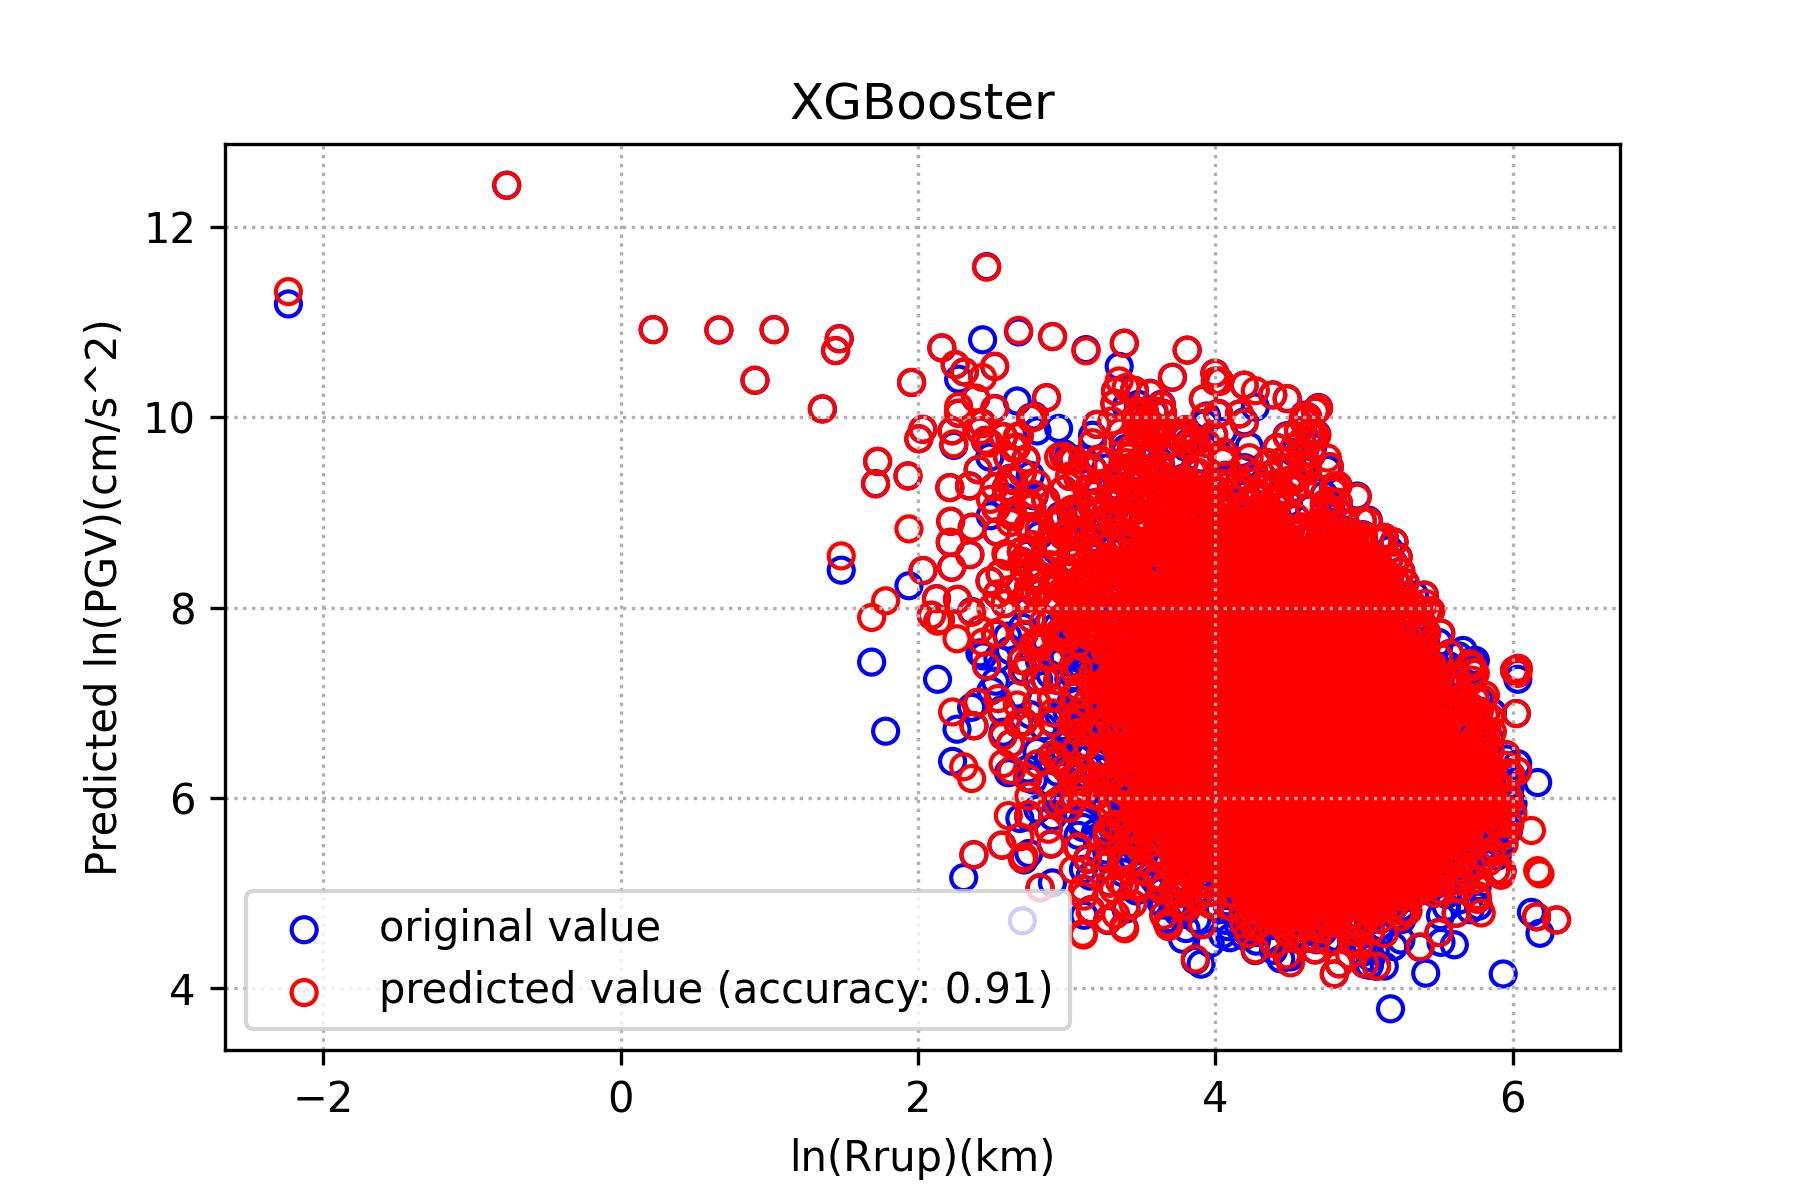 XGBooster
Predicted ln(PGV)(cm/s^2)
12
10
8
6
4
original value
predicted value (accuracy: 0.91)
−2 0 2 4 6
ln(Rrup)(km)